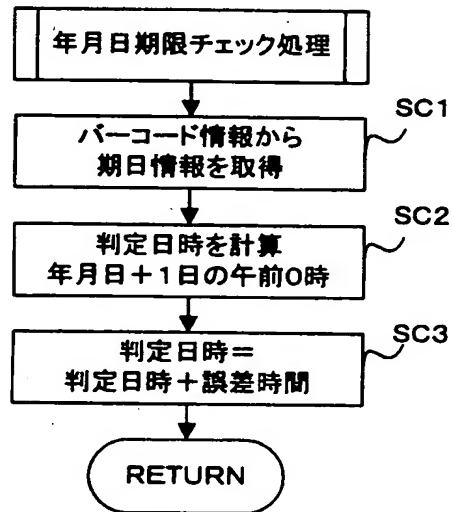 年月日期限チェック処理
SC1
バーコード情報から
期日情報を取得
SC2
判定日時を計算
年月日＋１日の午前０時
SC3
判定日時＝
判定日時＋誤差時間
RETURN